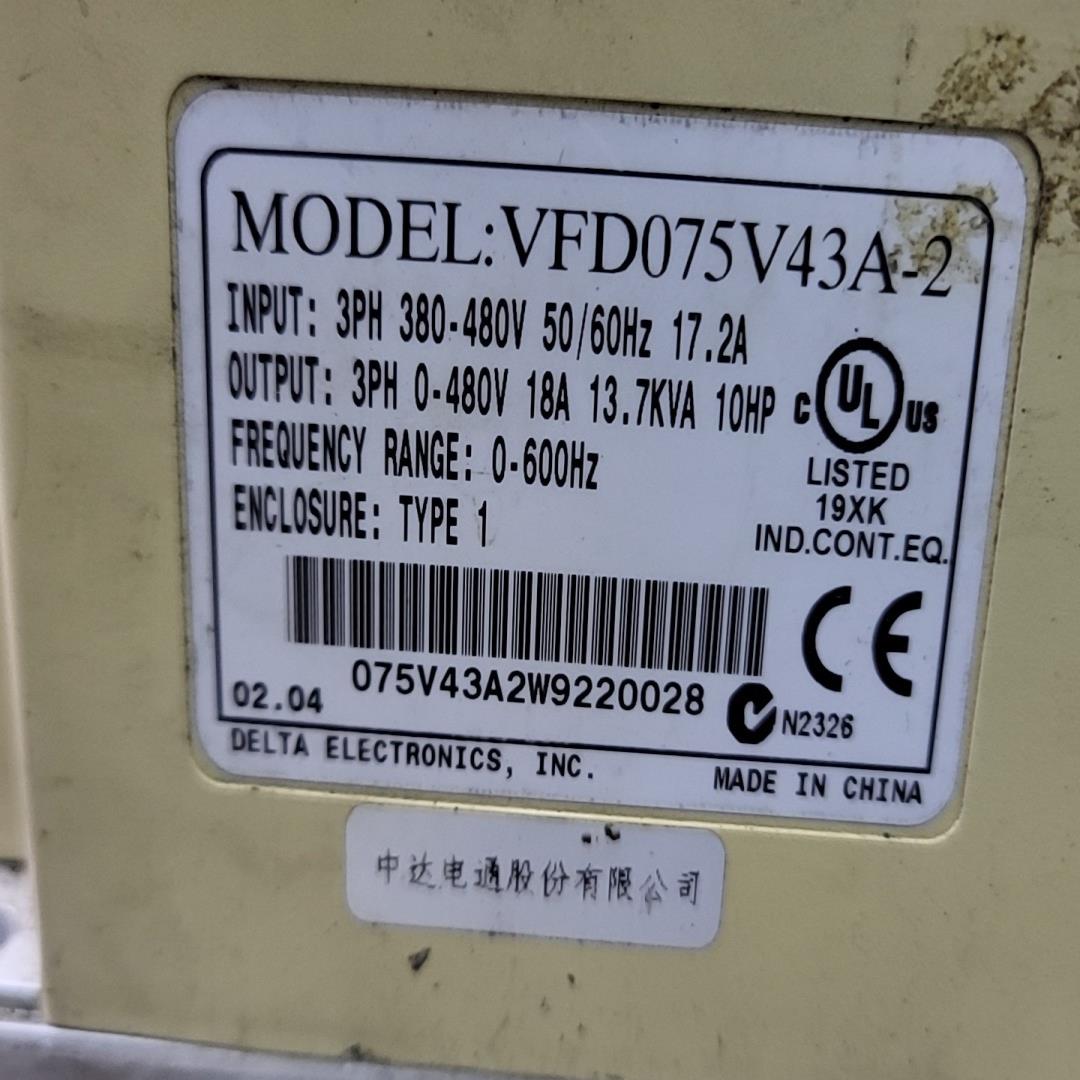 MODEL:VFD075V43A-2
INPUT: 3PH 380-480V 50/60Hz 17.2A
OUTPUT: 3PH 0-480V 18A 13.7KVA 10HP
FREQUENCY RANGE: 0-600Hz
ENCLOSURE: TYPE 1
C UL US
LISTED
19XK
IND.CONT.EQ.
CE
075V43A2W9220028
02.04
N2326
DELTA ELECTRONICS, INC.
MADE IN CHINA
中达电通股份有限公司